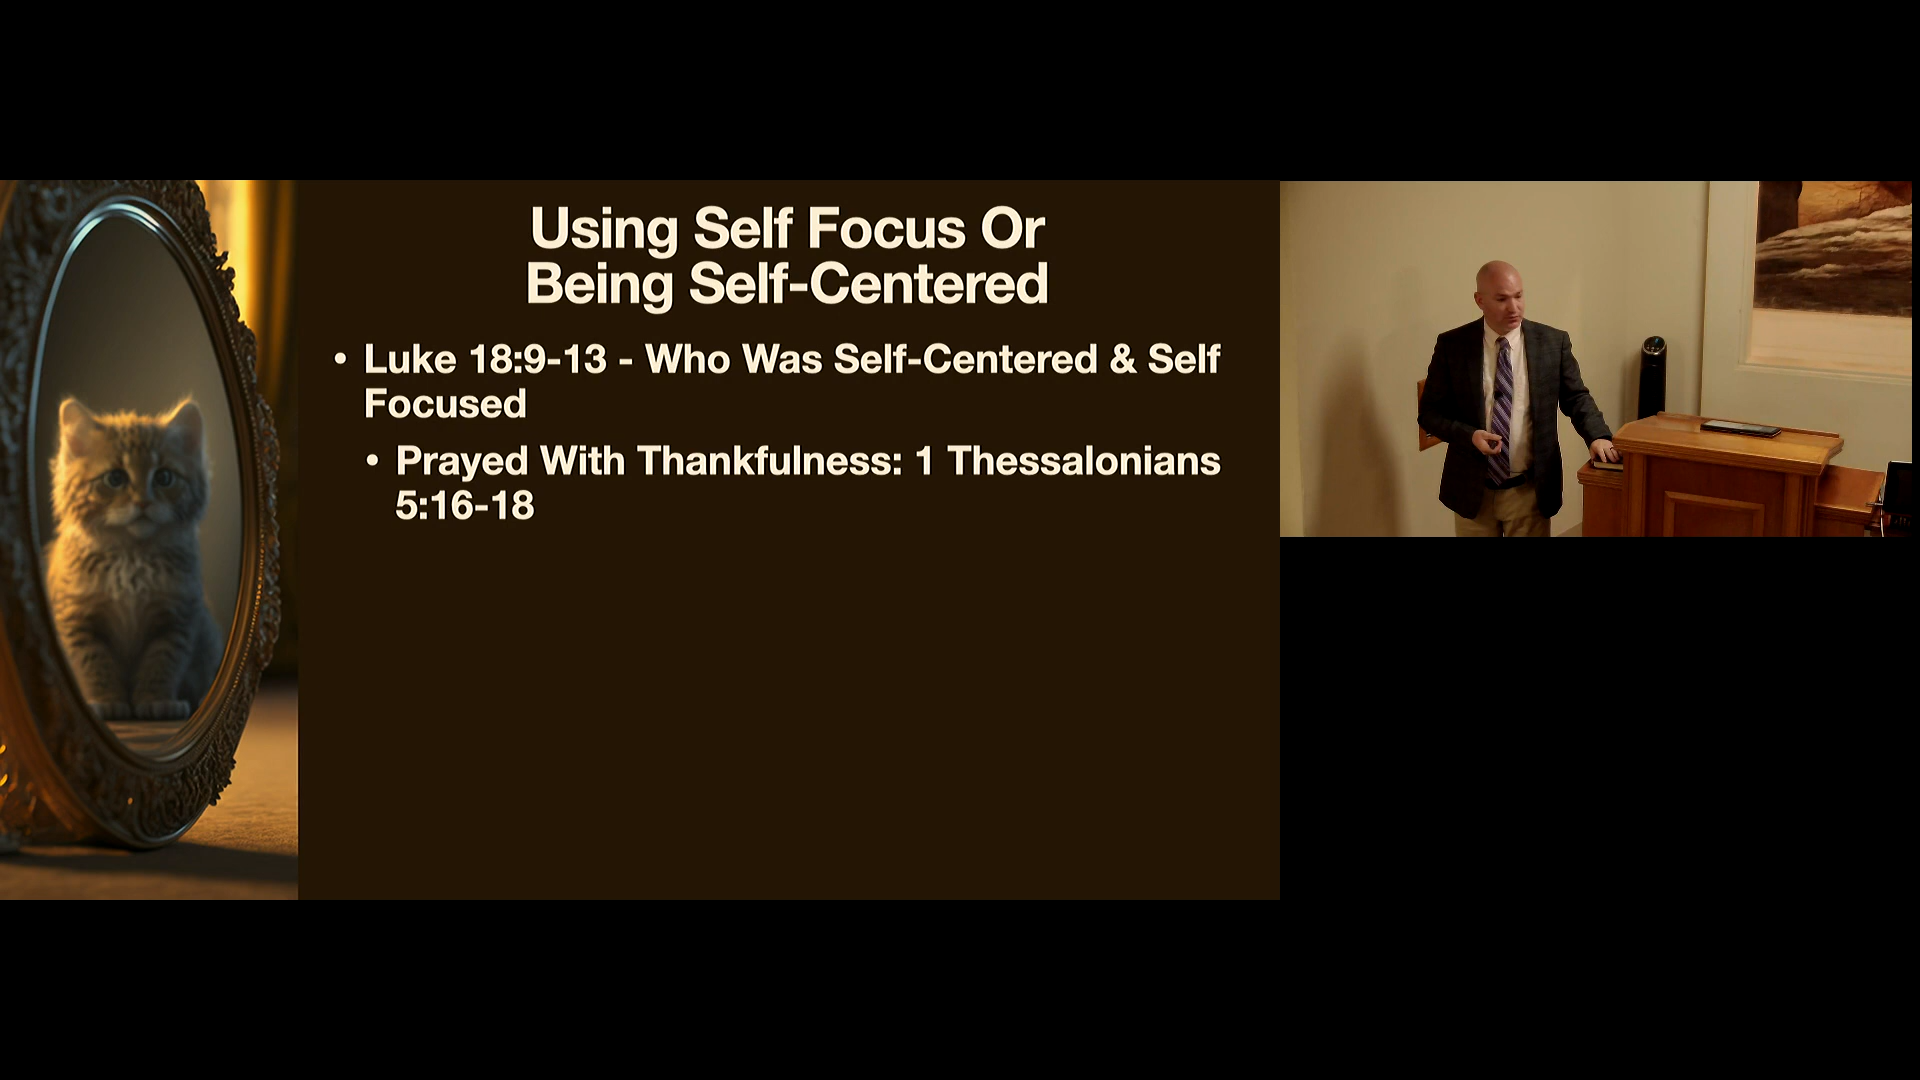 Using Self Focus Or
Being Self-Centered
• Luke 18:9-13 - Who Was Self-Centered & Self
Focused
• Prayed With Thankfulness: 1 Thessalonians
5:16-18